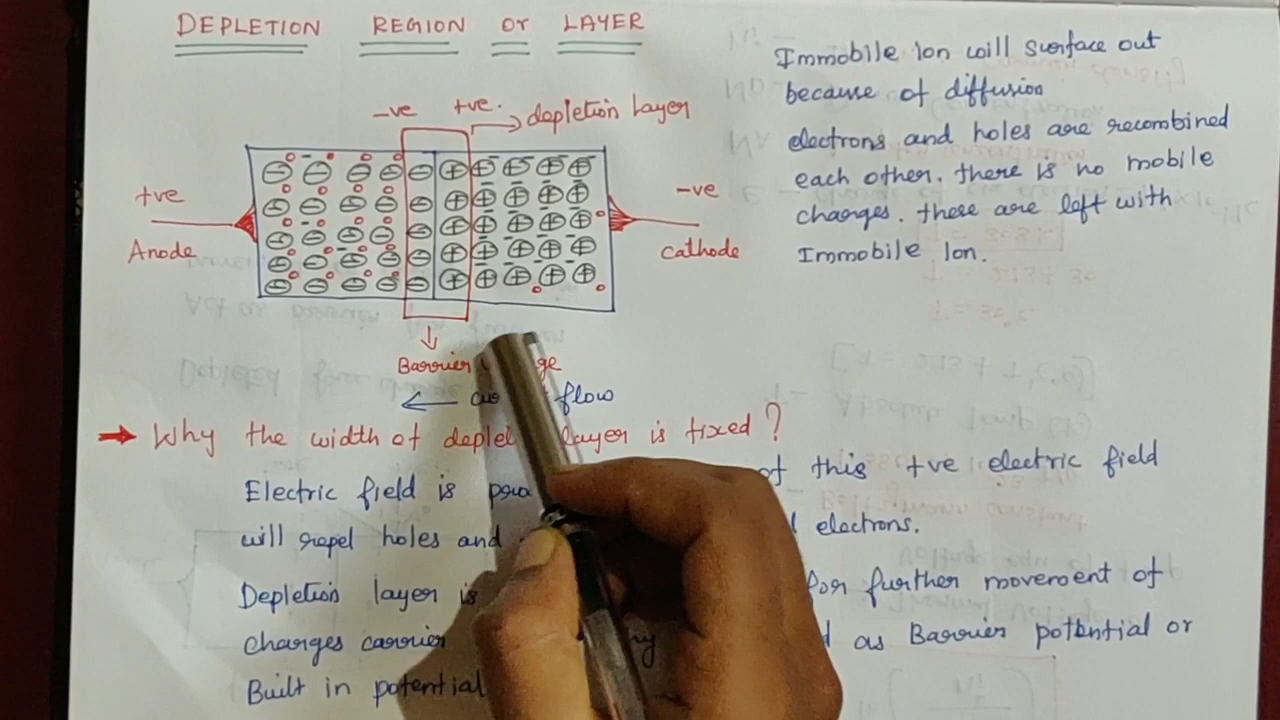 DEPLETION REGION or LAYER
-ve +ve. depletion layer
+ve
Anode
-ve
cathode
Barrier
flow
Immobile Ion will surface out
because of diffusion
electrons and holes are recombined
each other. there is no mobile
charges. these are left with
Immobile Ion.
Why the width of layer is fixed?
Electric field is of this +ve electric field
will repel holes and electrons.
Depletion layer is for further movement of
charges carrier as Barrier potential or
Built in potential